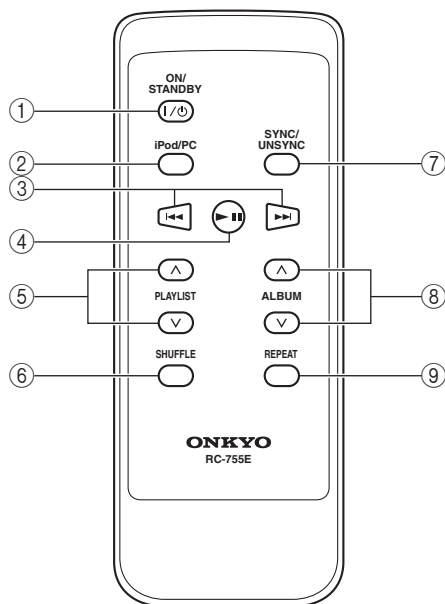 ON/
STANDBY
①
SYNC/
UNSYNC
iPod/PC
②
⑦
③
④
⑤
PLAYLIST
ALBUM
⑧
SHUFFLE
REPEAT
⑥
⑨
ONKYO
RC-755E